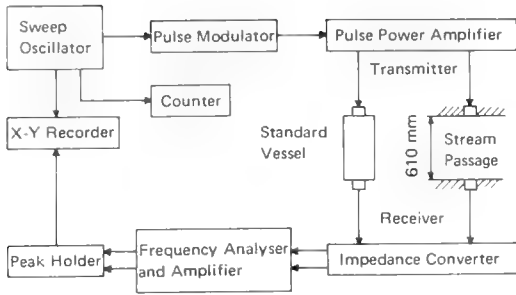 Sweep
Oscillator
Pulse Modulator
Pulse Power Amplifier
Transmitter
Counter
X-Y Recorder
Standard
Vessel
610 mm
Stream
Passage
Receiver
Peak Holder
Frequency Analyser
and Amplifier
Impedance Converter